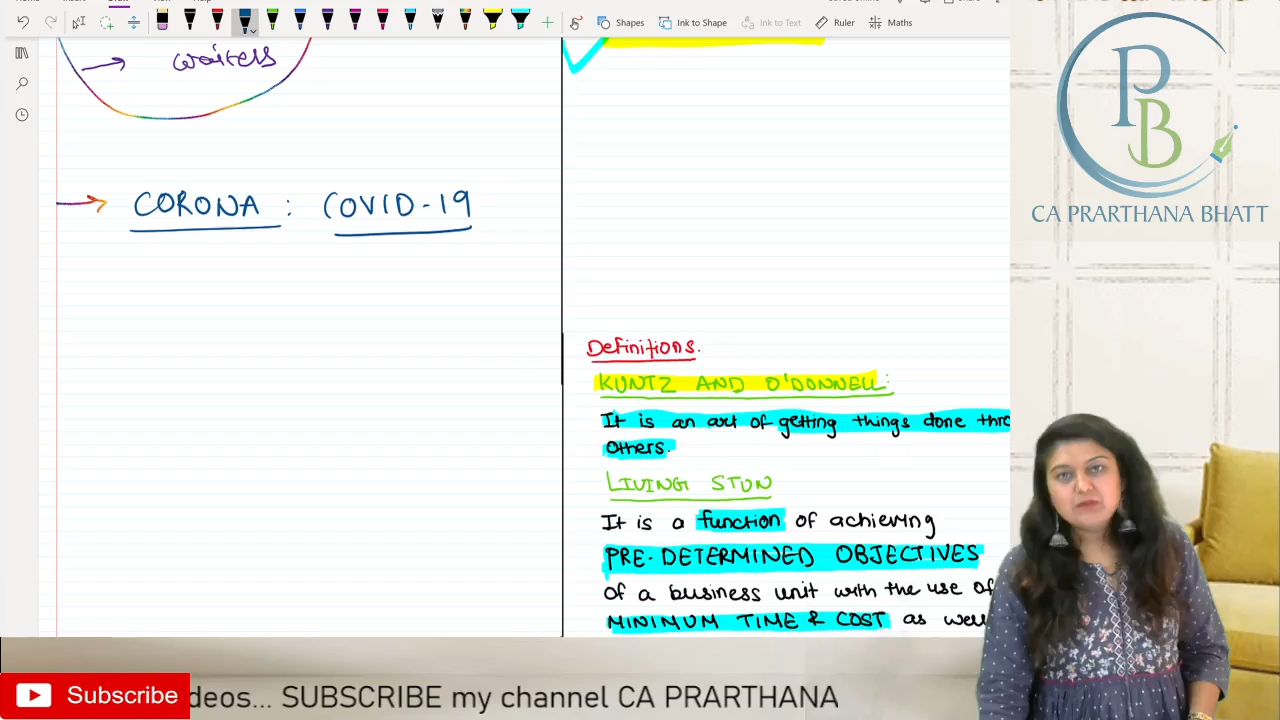 Shapes
Ink to Shape
Ink to Text
Ruler
Maths
waiters
CORONA : COVID-19
Definitions.
KUNTZ AND O'DONNELL:
It is an art of getting things done thro
others.
LIVING STON
It is a function of achieving
PRE-DETERMINED OBJECTIVES
of a business unit with the use of
MINIMUM TIME & COST as well
PB
CA PRARTHANA BHATT
Subscribe
deos... SUBSCRIBE my channel CA PRARTHANA